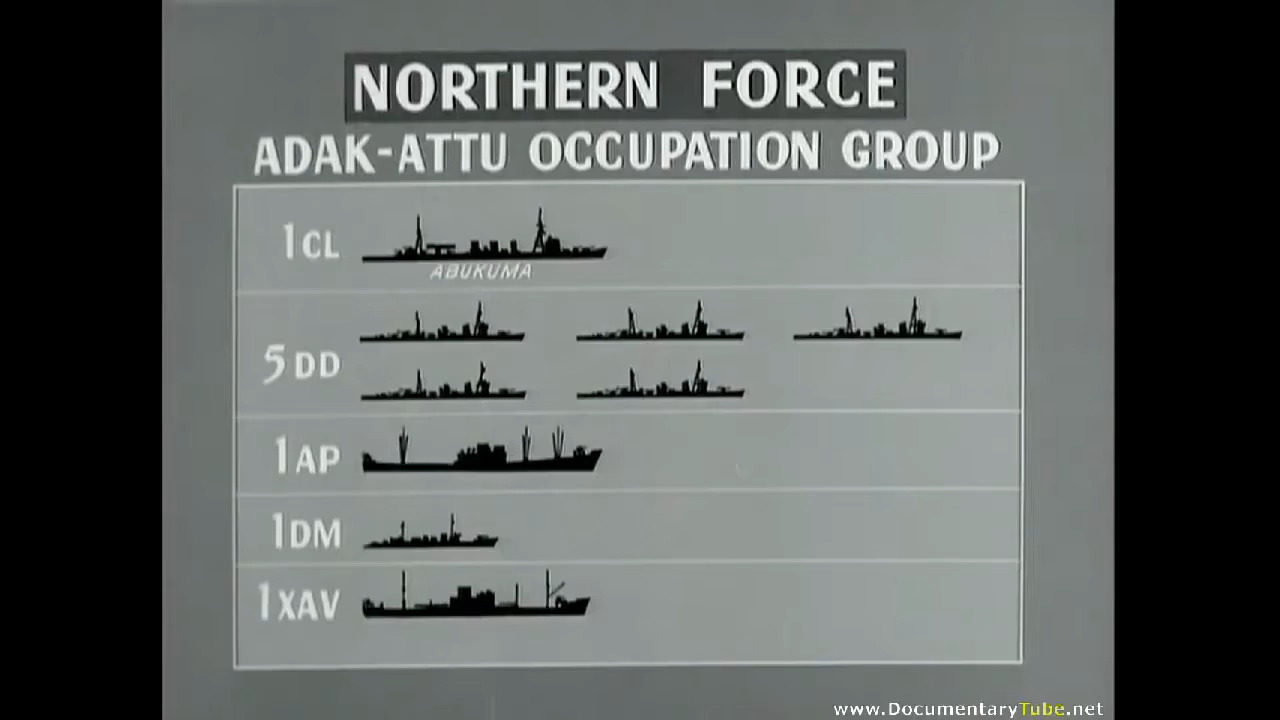 NORTHERN FORCE
ADAK-ATTU OCCUPATION GROUP
1CL
ABUKUMA
5DD
1AP
1DM
1XAV
www.DocumentaryTube.net